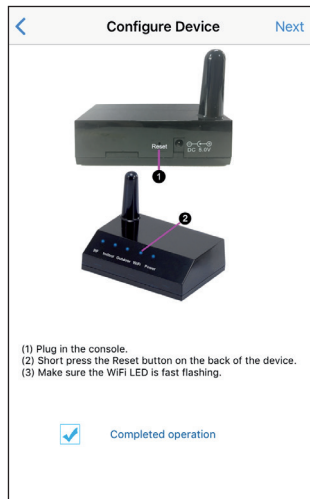 Configure Device
Next
Reset
DC 5.0V
1
2
RF Indoor Outdoor WiFi Power
(1) Plug in the console.
(2) Short press the Reset button on the back of the device.
(3) Make sure the WiFi LED is fast flashing.
Completed operation